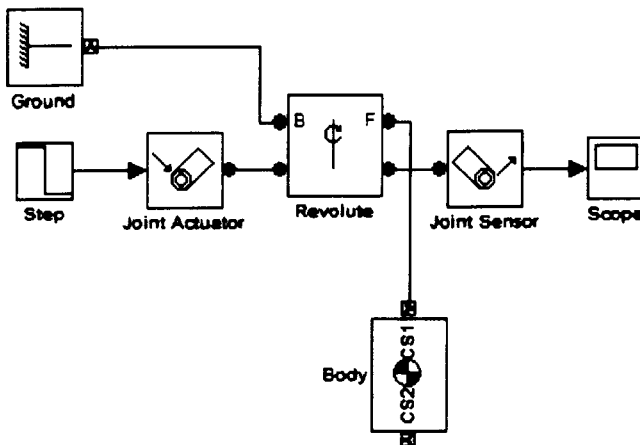 Ground
B
F
Step
Joint Actuator
Revolute
Joint Sensor
Scope
CS1
Body
CS2